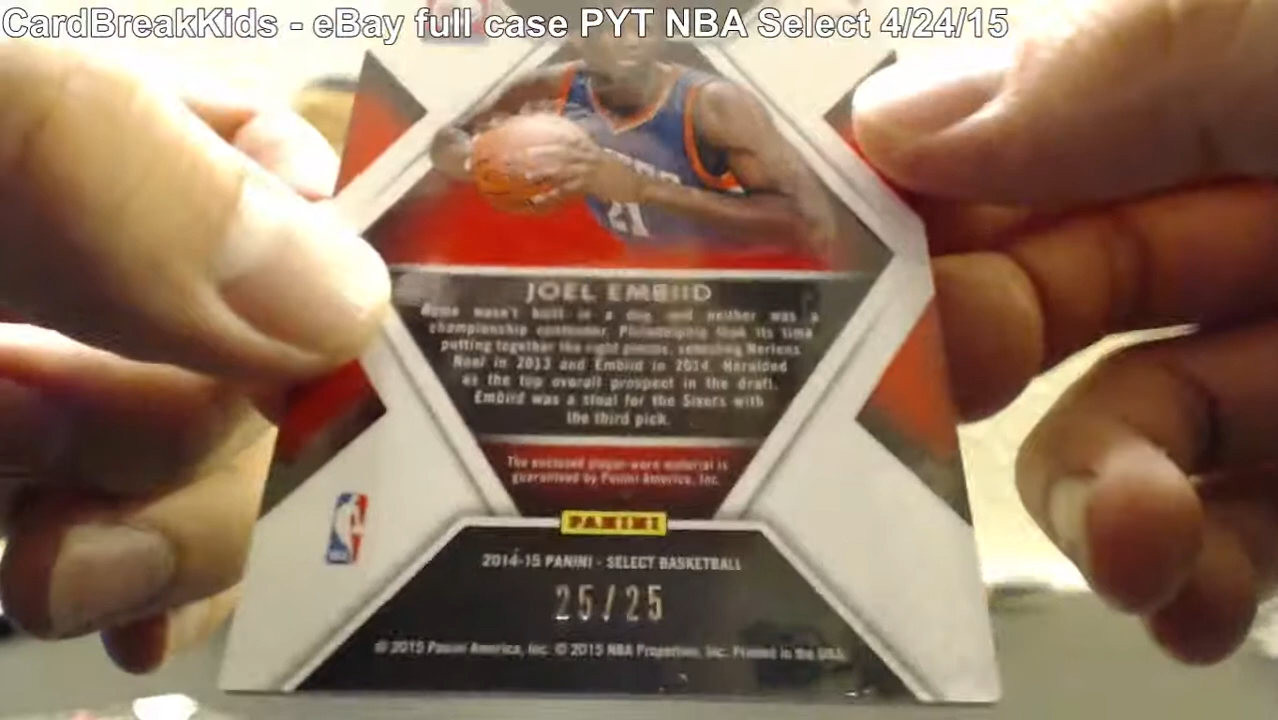 CardBreakKids - eBay full case PYT NBA Select 4/24/15
21
JOEL EMBIID
Rome wasn't built in a day, and neither was a
championship contender. Philadelphia took its time
putting together the right pieces, selecting Nerlens
Noel in 2013 and Embiid in 2014. Heralded
as the top overall prospect in the draft,
Embiid was a steal for the Sixers with
the third pick.
The enclosed player-worn material is
guaranteed by Panini America, Inc.
PANINI
2014-15 PANINI - SELECT BASKETBALL
25/25
© 2015 Panini America, Inc. © 2015 NBA Properties, Inc. Printed in the USA.